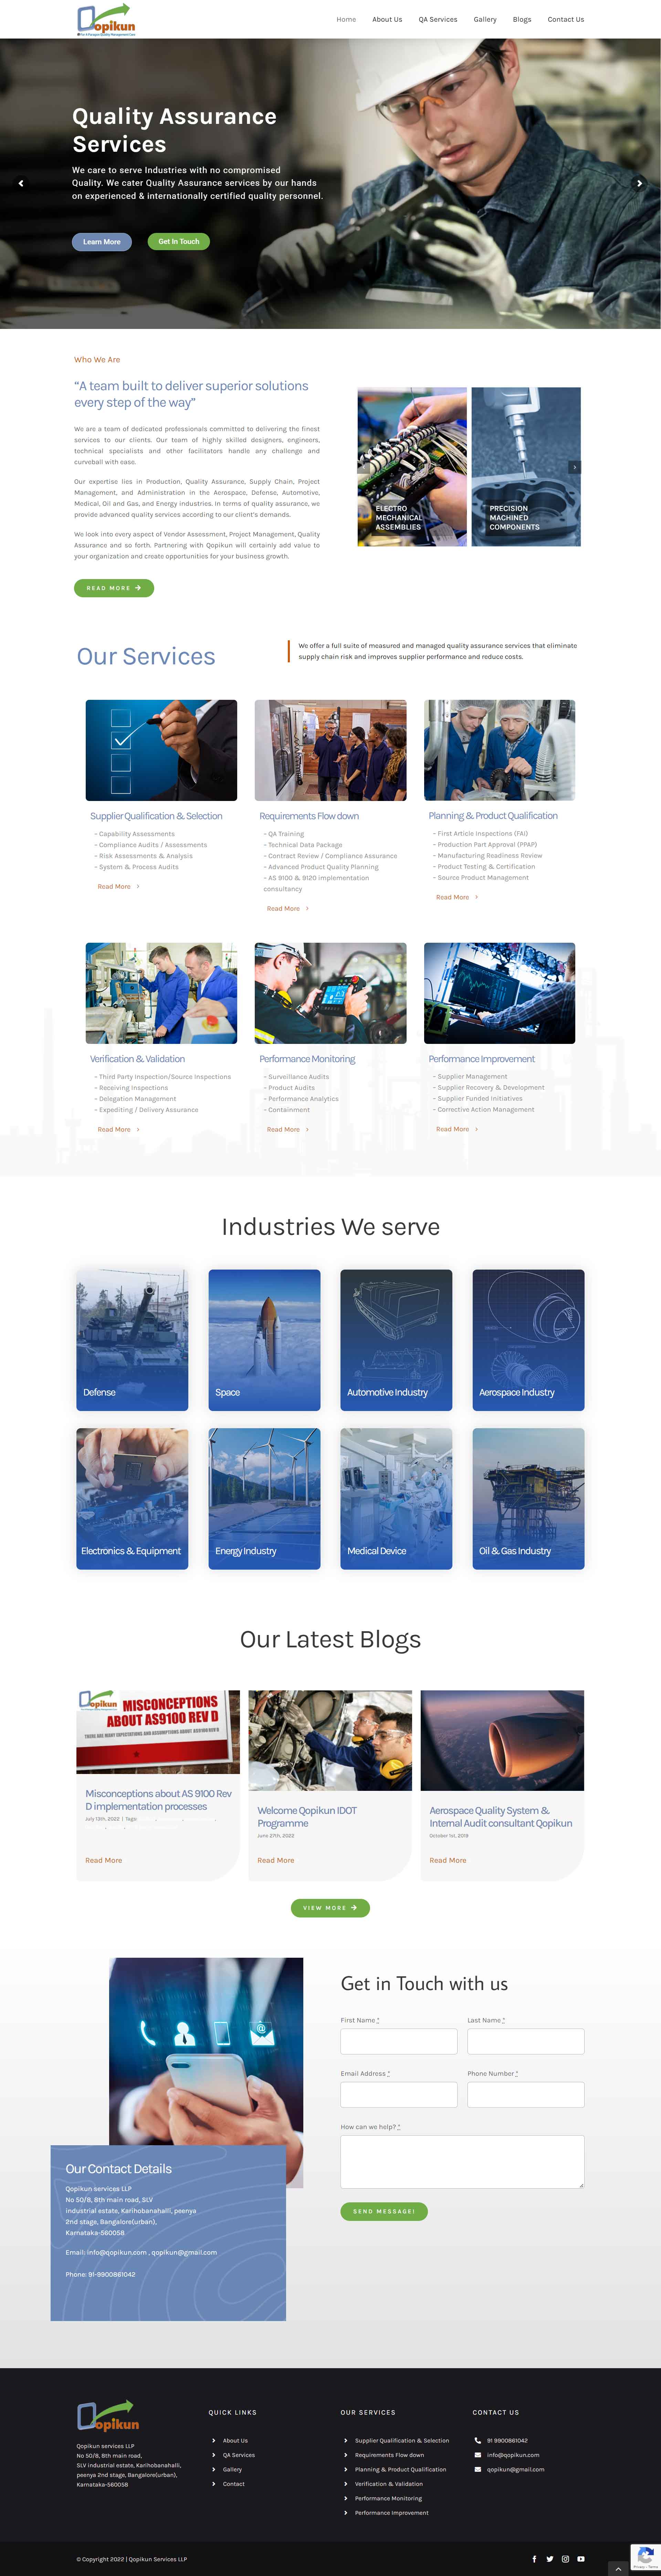 Qopikun
Home
About Us
QA Services
Gallery
Blogs
Contact Us
Quality Assurance
Services
We care to serve Industries with no compromised
Quality. We cater Quality Assurance services by our hands
on experienced & internationally certified quality personnel.
Learn More
Get In Touch
Who We Are
“A team built to deliver superior solutions
every step of the way”
We are a team of dedicated professionals committed to delivering the finest
services to our clients. Our team of highly skilled designers, engineers,
technical specialists and other facilitators handle any challenge and
curveball with ease.
Our expertise lies in Production, Quality Assurance, Supply Chain, Project
Management, and Administration in the Aerospace, Defense, Automotive,
Medical, Oil and Gas, and Energy industries. In terms of quality assurance, we
provide advanced quality services according to our client’s demands.
We look into every aspect of Vendor Assessment, Project Management, Quality
Assurance and so forth. Partnering with Qopikun will certainly add value to
your organization and create opportunities for your business growth.
READ MORE
ELECTRO
MECHANICAL
ASSEMBLIES
PRECISION
MACHINED
COMPONENTS
Our Services
We offer a full suite of measured and managed quality assurance services that eliminate
supply chain risk and improves supplier performance and reduce costs.
Supplier Qualification & Selection
– Capability Assessments
– Compliance Audits / Assessments
– Risk Assessments & Analysis
– System & Process Audits
Read More
Requirements Flow down
– QA Training
– Technical Data Package
– Contract Review / Compliance Assurance
– Advanced Product Quality Planning
– AS 9100 & 9120 implementation
consultancy
Read More
Planning & Product Qualification
– First Article Inspections (FAI)
– Production Part Approval (PPAP)
– Manufacturing Readiness Review
– Product Testing & Certification
– Source Product Management
Read More
Verification & Validation
– Third Party Inspection/Source Inspections
– Receiving Inspections
– Delegation Management
– Expediting / Delivery Assurance
Read More
Performance Monitoring
– Surveillance Audits
– Product Audits
– Performance Analytics
– Containment
Read More
Performance Improvement
– Supplier Management
– Supplier Recovery & Development
– Supplier Funded Initiatives
– Corrective Action Management
Read More
Industries We serve
Defense
Space
Automotive Industry
Aerospace Industry
Electronics & Equipment
Energy Industry
Medical Device
Oil & Gas Industry
Our Latest Blogs
Qopikun
MISCONCEPTIONS
ABOUT AS9100 REV D
Misconceptions about AS 9100 Rev
D implementation processes
July 13th, 2022 | Tags:
Read More
Welcome Qopikun IDOT
Programme
June 27th, 2022
Read More
Aerospace Quality System &
Internal Audit consultant Qopikun
October 1st, 2019
Read More
VIEW MORE
Get in Touch with us
First Name *
Last Name *
Email Address *
Phone Number *
How can we help? *
SEND MESSAGE!
Our Contact Details
Qopikun services LLP
No 50/8, 8th main road, SLV
industrial estate, Karihobanahalli, peenya
2nd stage, Bangalore(urban),
Karnataka-560058
Email: info@qopikun.com , qopikun@gmail.com
Phone: 91-9900861042
Qopikun
Qopikun services LLP
No 50/8, 8th main road,
SLV industrial estate, Karihobanahalli,
peenya 2nd stage, Bangalore(urban),
Karnataka-560058
QUICK LINKS
About Us
QA Services
Gallery
Contact
OUR SERVICES
Supplier Qualification & Selection
Requirements Flow down
Planning & Product Qualification
Verification & Validation
Performance Monitoring
Performance Improvement
CONTACT US
91 9900861042
info@qopikun.com
qopikun@gmail.com
© Copyright 2022 | Qopikun Services LLP
Privacy - Terms